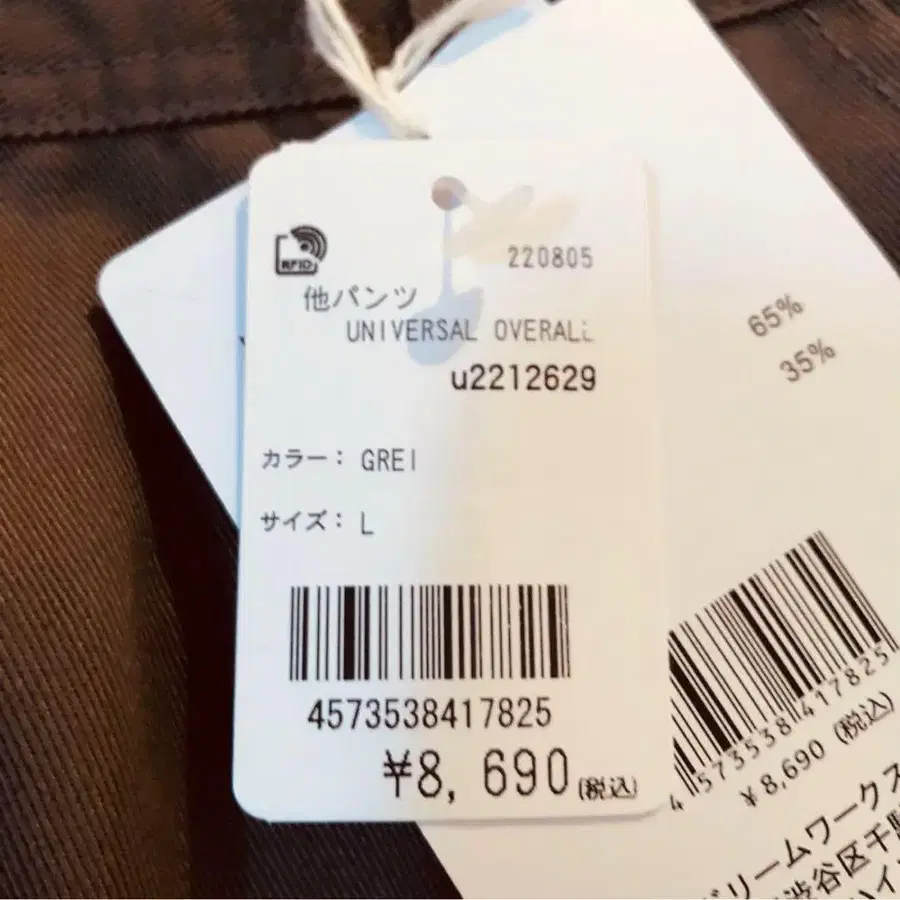 RFID
220805
他パンツ
UNIVERSAL OVERALL
u2212629
カラー： GREI
サイズ： L
4573538417825
¥8,690(税込)
65%
35%
4573538417825
¥8,690 (税込)
ドリームワークス
渋谷区千駄